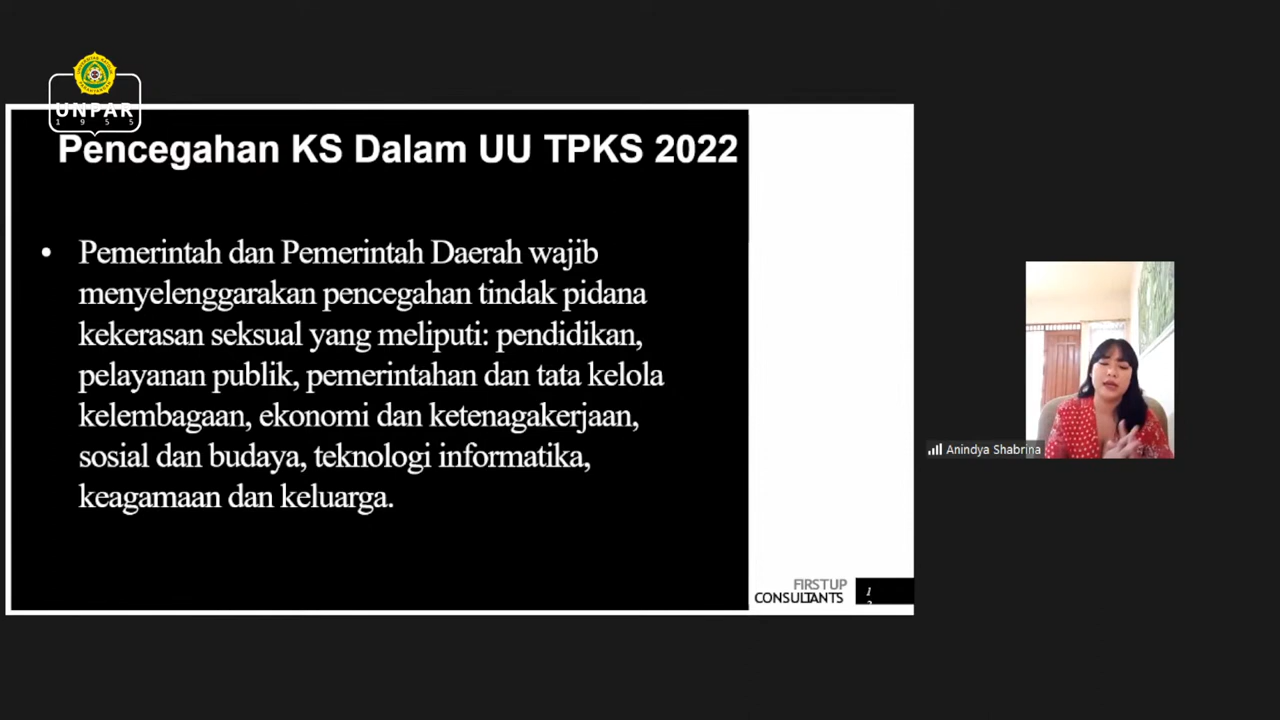 UNPAR
1955
Pencegahan KS Dalam UU TPKS 2022
• Pemerintah dan Pemerintah Daerah wajib
menyelenggarakan pencegahan tindak pidana
kekerasan seksual yang meliputi: pendidikan,
pelayanan publik, pemerintahan dan tata kelola
kelembagaan, ekonomi dan ketenagakerjaan,
sosial dan budaya, teknologi informatika,
keagamaan dan keluarga.
Anindya Shabrina
FIRSTUP
CONSULTANTS
1